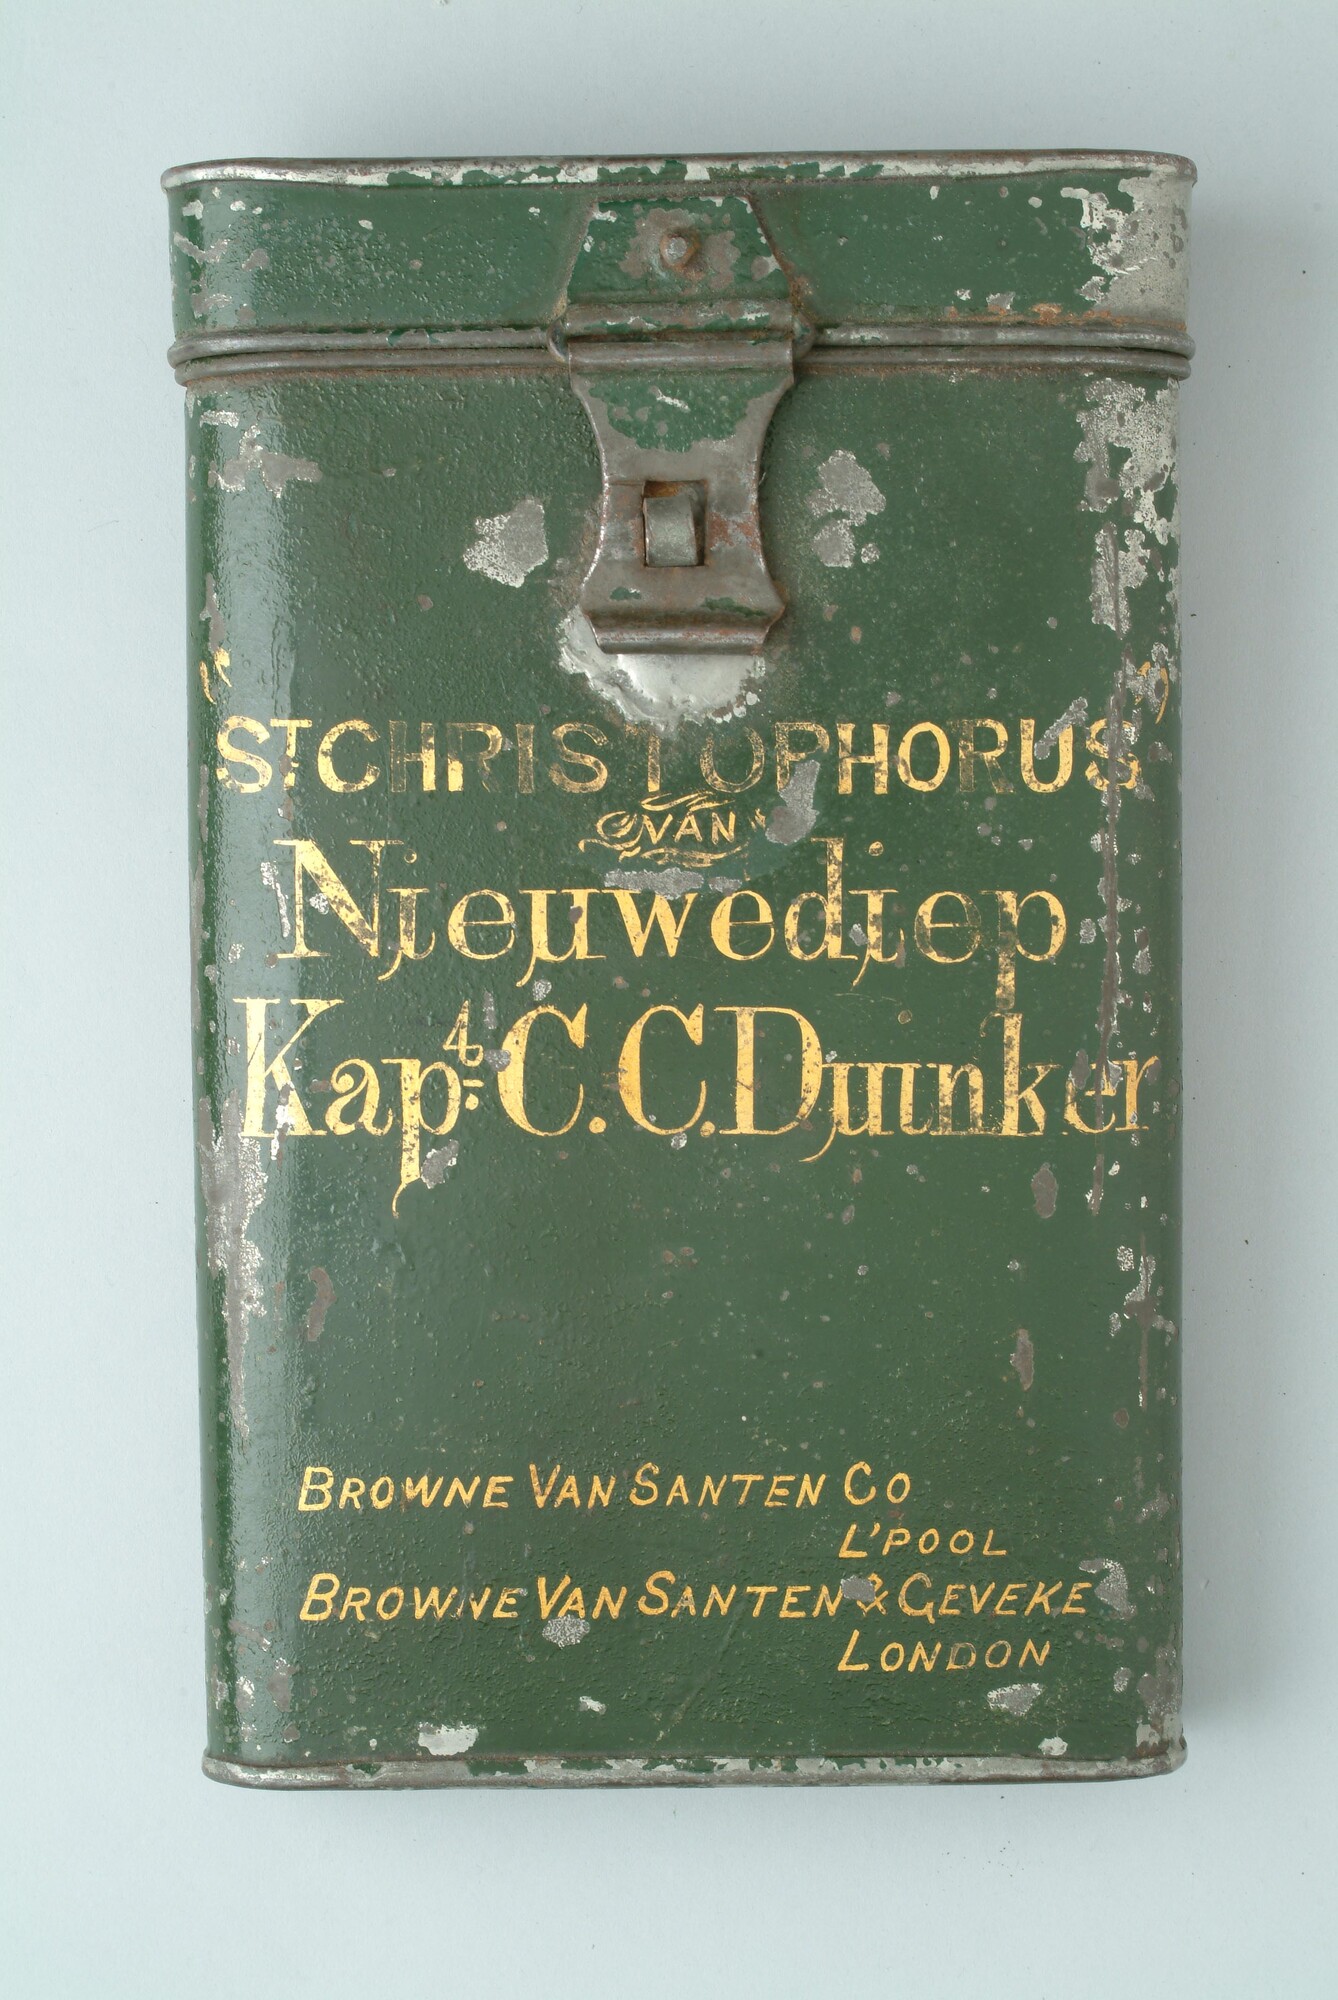 "ST CHRISTOPHORUS"
VAN
Nieuwediep
Kapt. C. C. Duinker
BROWNE VAN SANTEN CO
L'POOL
BROWNE VAN SANTEN & GEVEKE
LONDON